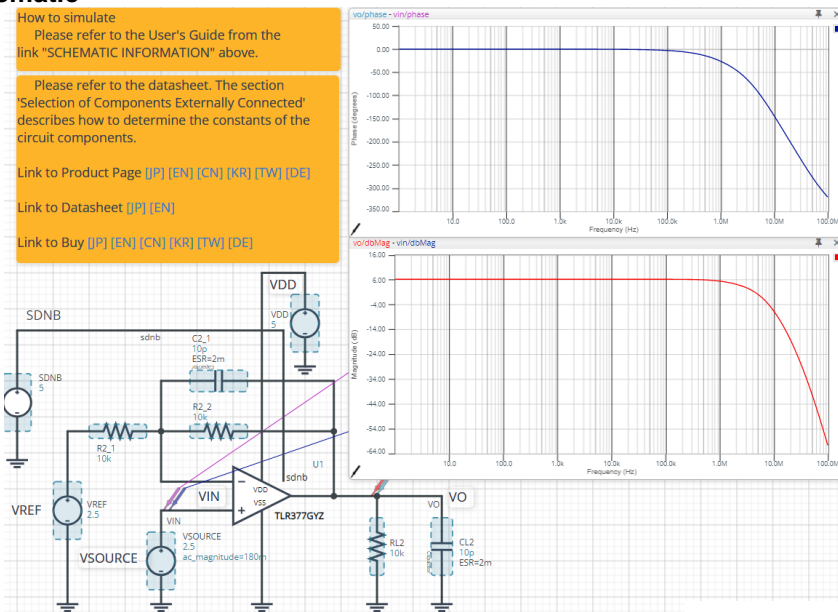 How to simulate
Please refer to the User's Guide from the
link "SCHEMATIC INFORMATION" above.
Please refer to the datasheet. The section
'Selection of Components Externally Connected'
describes how to determine the constants of the
circuit components.
Link to Product Page [JP] [EN] [CN] [KR] [TW] [DE]
Link to Datasheet [JP] [EN]
Link to Buy [JP] [EN] [CN] [KR] [TW] [DE]
vo/phase - vin/phase
50.00
0.00
-50.00
-100.00
-150.00
-200.00
-250.00
-300.00
-350.00
Phase (degrees)
10.0
100.0
1.0k
10.0k
100.0k
1.0M
10.0M
100.0M
Frequency (Hz)
vo/dbMag - vin/dbMag
16.00
6.00
-4.00
-14.00
-24.00
-34.00
-44.00
-54.00
-64.00
Magnitude (dB)
10.0
100.0
1.0k
10.0k
100.0k
1.0M
10.0M
100.0M
Frequency (Hz)
VDD
VDD
5
SDNB
sdnb
SDNB
5
C2_1
10p
ESR=2m
R2_2
10k
R2_1
10k
U1
sdnb
VDD
VSS
TLR377GYZ
VIN
VIN
VREF
VREF
2.5
VSOURCE
VSOURCE
2.5
ac_magnitude=180m
VO
VO
RL2
10k
CL2
10p
ESR=2m